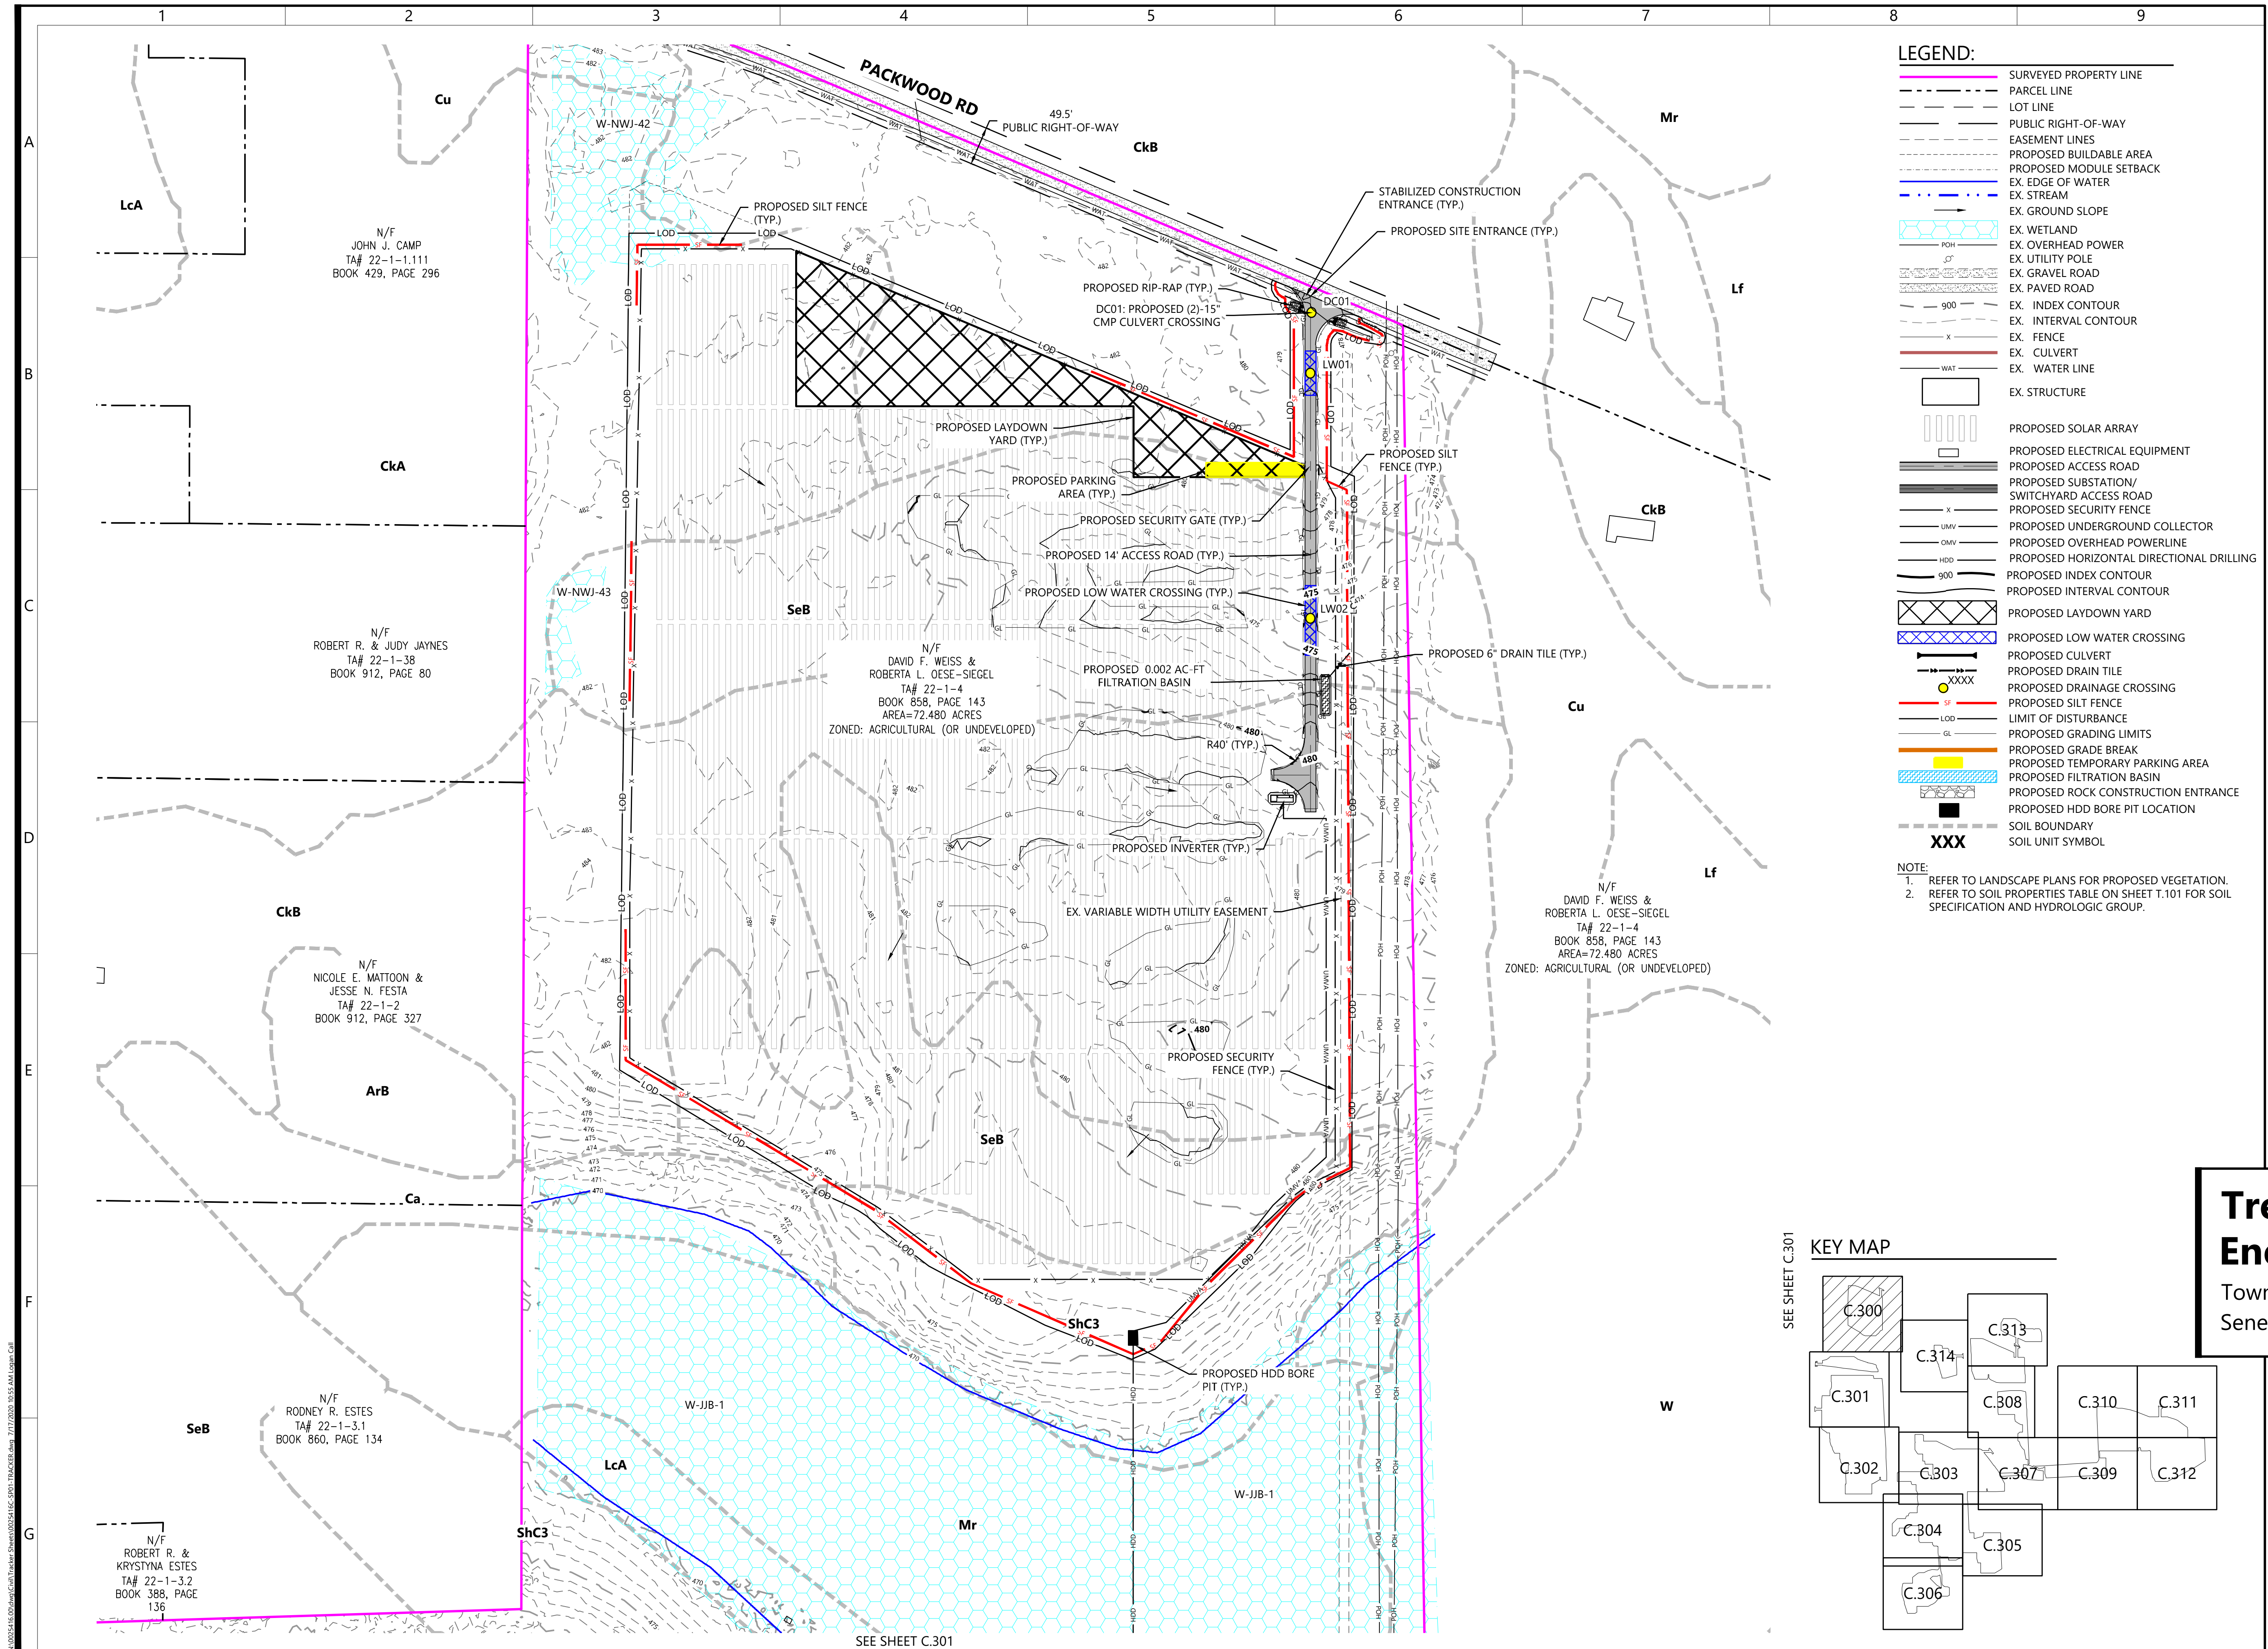 1 2 3 4 5 6 7 8 9
A
B
C
D
E
F
G
PACKWOOD RD
49.5'
PUBLIC RIGHT-OF-WAY
Cu
LcA
CkB
Mr
Lf
W-NWJ-42
N/F
JOHN J. CAMP
TA# 22-1-1.111
BOOK 429, PAGE 296
PROPOSED SILT FENCE
(TYP.)
STABILIZED CONSTRUCTION
ENTRANCE (TYP.)
PROPOSED SITE ENTRANCE (TYP.)
PROPOSED RIP-RAP (TYP.)
DC01
DC01: PROPOSED (2)-15"
CMP CULVERT CROSSING
LW01
PROPOSED LAYDOWN
YARD (TYP.)
PROPOSED SILT
FENCE (TYP.)
PROPOSED PARKING
AREA (TYP.)
CkA
CkB
PROPOSED SECURITY GATE (TYP.)
PROPOSED 14' ACCESS ROAD (TYP.)
PROPOSED LOW WATER CROSSING (TYP.)
475
LW02
475
W-NWJ-43
SeB
N/F
ROBERT R. & JUDY JAYNES
TA# 22-1-38
BOOK 912, PAGE 80
N/F
DAVID F. WEISS &
ROBERTA L. OESE-SIEGEL
TA# 22-1-4
BOOK 858, PAGE 143
AREA=72.480 ACRES
ZONED: AGRICULTURAL (OR UNDEVELOPED)
PROPOSED 0.002 AC-FT
FILTRATION BASIN
PROPOSED 6" DRAIN TILE (TYP.)
Cu
R40' (TYP.)
480
480
PROPOSED INVERTER (TYP.)
Lf
CkB
EX. VARIABLE WIDTH UTILITY EASEMENT
N/F
DAVID F. WEISS &
ROBERTA L. OESE-SIEGEL
TA# 22-1-4
BOOK 858, PAGE 143
AREA=72.480 ACRES
ZONED: AGRICULTURAL (OR UNDEVELOPED)
N/F
NICOLE E. MATTOON &
JESSE N. FESTA
TA# 22-1-2
BOOK 912, PAGE 327
480
PROPOSED SECURITY
FENCE (TYP.)
ArB
SeB
Ca
ShC3
PROPOSED HDD BORE
PIT (TYP.)
W-JJB-1
N/F
RODNEY R. ESTES
TA# 22-1-3.1
BOOK 860, PAGE 134
SeB
W
LcA
W-JJB-1
Mr
ShC3
N/F
ROBERT R. &
KRYSTYNA ESTES
TA# 22-1-3.2
BOOK 388, PAGE
136
SEE SHEET C.301
LEGEND:
SURVEYED PROPERTY LINE
PARCEL LINE
LOT LINE
PUBLIC RIGHT-OF-WAY
EASEMENT LINES
PROPOSED BUILDABLE AREA
PROPOSED MODULE SETBACK
EX. EDGE OF WATER
EX. STREAM
EX. GROUND SLOPE
EX. WETLAND
POH EX. OVERHEAD POWER
EX. UTILITY POLE
EX. GRAVEL ROAD
EX. PAVED ROAD
900 EX. INDEX CONTOUR
EX. INTERVAL CONTOUR
X EX. FENCE
EX. CULVERT
WAT EX. WATER LINE
EX. STRUCTURE
PROPOSED SOLAR ARRAY
PROPOSED ELECTRICAL EQUIPMENT
PROPOSED ACCESS ROAD
PROPOSED SUBSTATION/
SWITCHYARD ACCESS ROAD
X PROPOSED SECURITY FENCE
UMV PROPOSED UNDERGROUND COLLECTOR
OMV PROPOSED OVERHEAD POWERLINE
HDD PROPOSED HORIZONTAL DIRECTIONAL DRILLING
900 PROPOSED INDEX CONTOUR
PROPOSED INTERVAL CONTOUR
PROPOSED LAYDOWN YARD
PROPOSED LOW WATER CROSSING
PROPOSED CULVERT
PROPOSED DRAIN TILE
XXXX PROPOSED DRAINAGE CROSSING
SF PROPOSED SILT FENCE
LOD LIMIT OF DISTURBANCE
GL PROPOSED GRADING LIMITS
PROPOSED GRADE BREAK
PROPOSED TEMPORARY PARKING AREA
PROPOSED FILTRATION BASIN
PROPOSED ROCK CONSTRUCTION ENTRANCE
PROPOSED HDD BORE PIT LOCATION
SOIL BOUNDARY
XXX SOIL UNIT SYMBOL
NOTE:
1. REFER TO LANDSCAPE PLANS FOR PROPOSED VEGETATION.
2. REFER TO SOIL PROPERTIES TABLE ON SHEET T.101 FOR SOIL
SPECIFICATION AND HYDROLOGIC GROUP.
SEE SHEET C.301
KEY MAP
C.300
C.313
C.314
C.301
C.308
C.310
C.311
C.302
C.303
C.307
C.309
C.312
C.304
C.305
C.306
Tre
Town
Sene